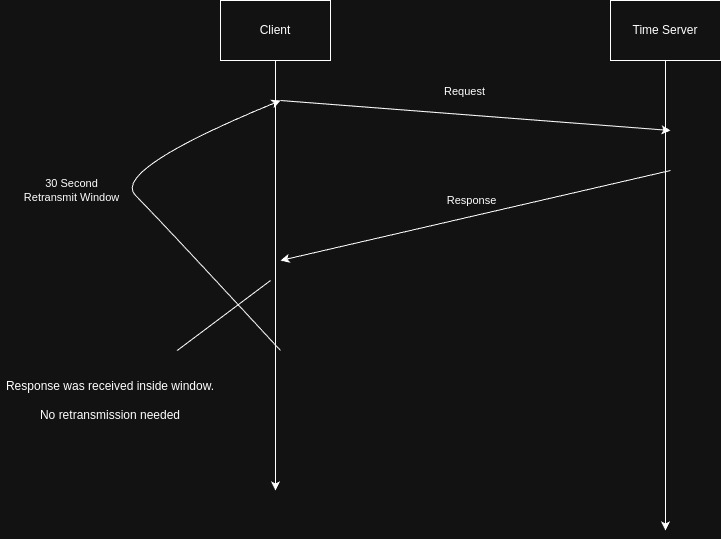 Client
Time Server
Request
30 Second
Retransmit Window
Response
Response was received inside window.
No retransmission needed